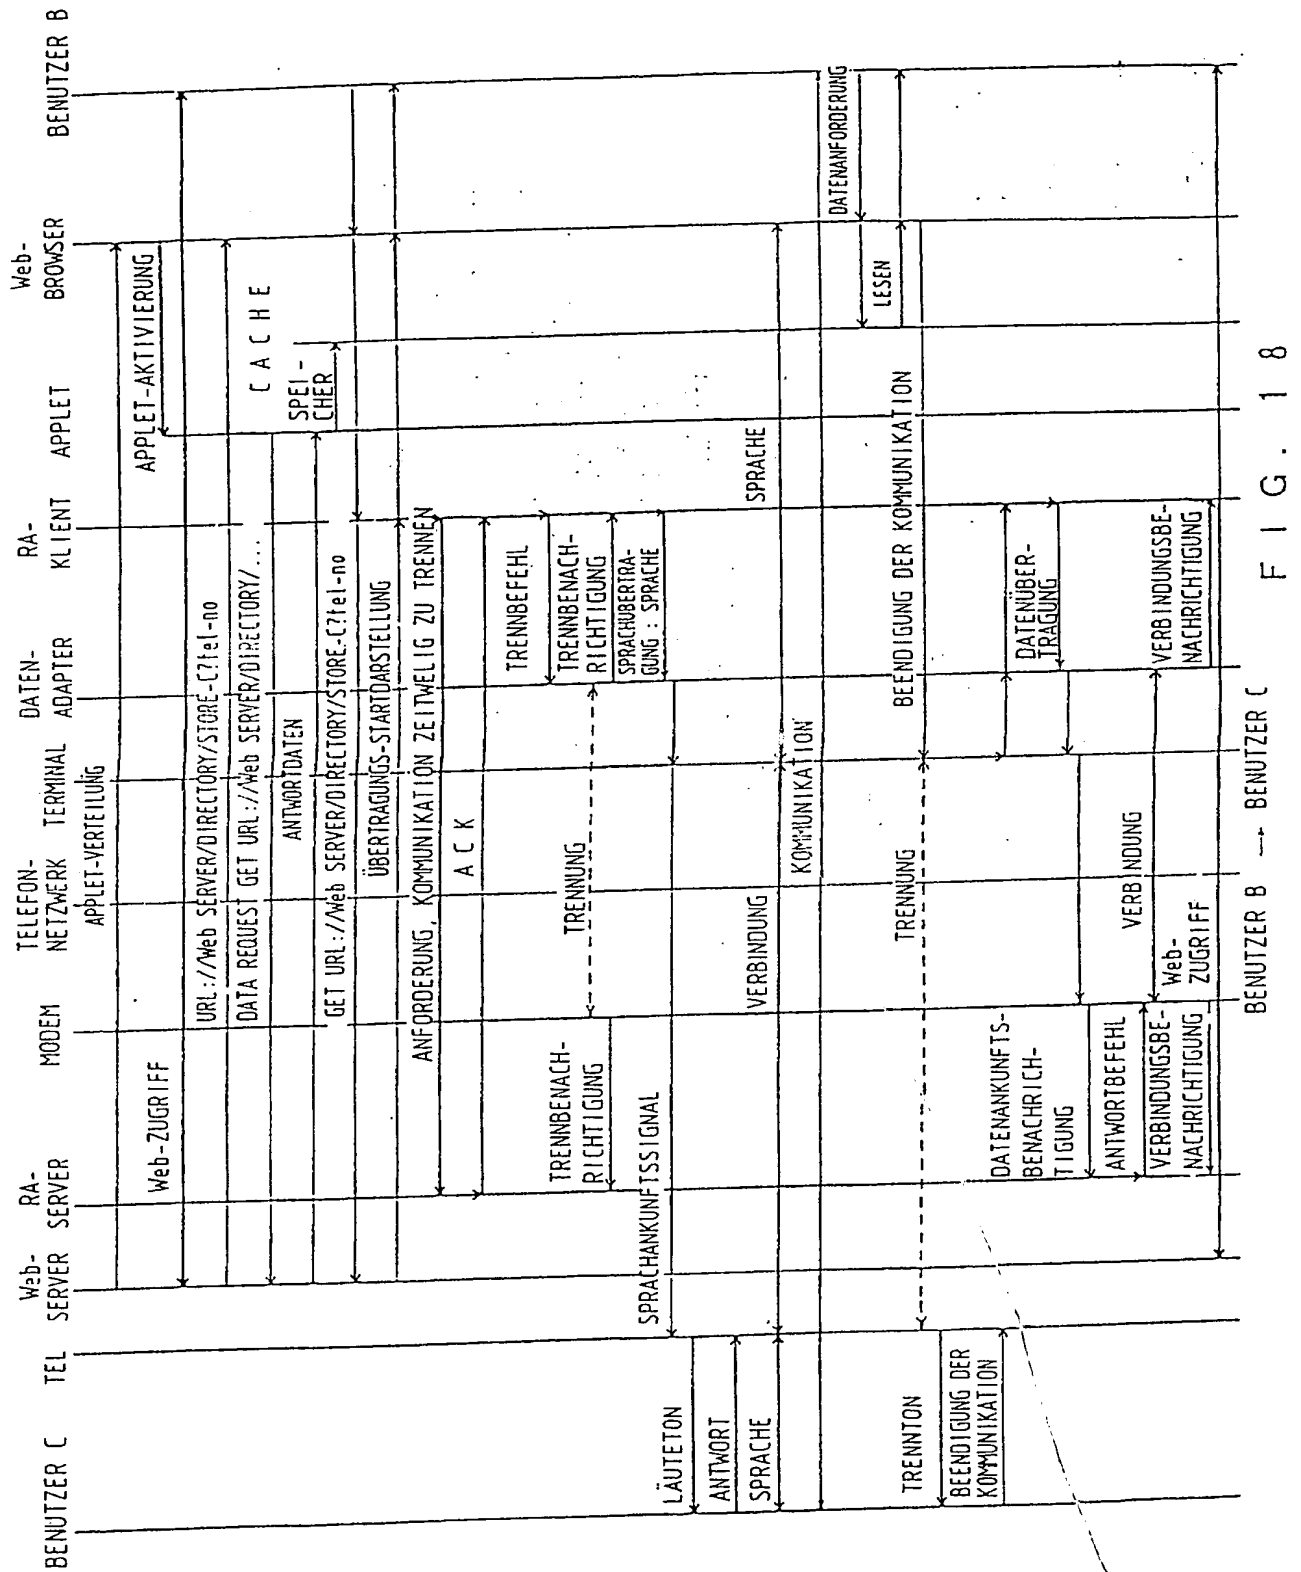 BENUTZER C
TEL
Web-
SERVER
RA-
SERVER
MODEM
TELEFON-
NETZWERK
TERMINAL
DATEN-
ADAPTER
RA-
KLIENT
APPLET
Web-
BROWSER
BENUTZER B
APPLET-VERTEILUNG
APPLET-AKTIVIERUNG
Web-ZUGRIFF
URL://Web SERVER/DIRECTORY/STORE-C?tel-no
DATA REQUEST GET URL://Web SERVER/DIRECTORY/...
CACHE
ANTWORTDATEN
SPEI-
CHER
GET URL://Web SERVER/DIRECTORY/STORE-C?tel-no
ÜBERTRAGUNGS-STARTDARSTELLUNG
ANFORDERUNG, KOMMUNIKATION ZEITWELIG ZU TRENNEN
ACK
TRENNBEFEHL
TRENNUNG
TRENNBENACH-
RICHTIGUNG
TRENNBENACH-
RICHTIGUNG
SPRACHÜBERTRA-
GUNG : SPRACHE
SPRACHANKUNFTSSIGNAL
LÄUTETON
ANTWORT
SPRACHE
VERBINDUNG
SPRACHE
KOMMUNIKATION
DATENANFORDERUNG
LESEN
TRENNTON
TRENNUNG
BEENDIGUNG DER KOMMUNIKATION
BEENDIGUNG DER
KOMMUNIKATION
DATENÜBER-
TRAGUNG
DATENANKUNFTS-
BENACHRICH-
TIGUNG
ANTWORTBEFEHL
VERBINDUNG
VERBINDUNGSBE-
NACHRICHTIGUNG
VERBINDUNGSBE-
NACHRICHTIGUNG
Web-
ZUGRIFF
BENUTZER B — BENUTZER C
FIG. 18